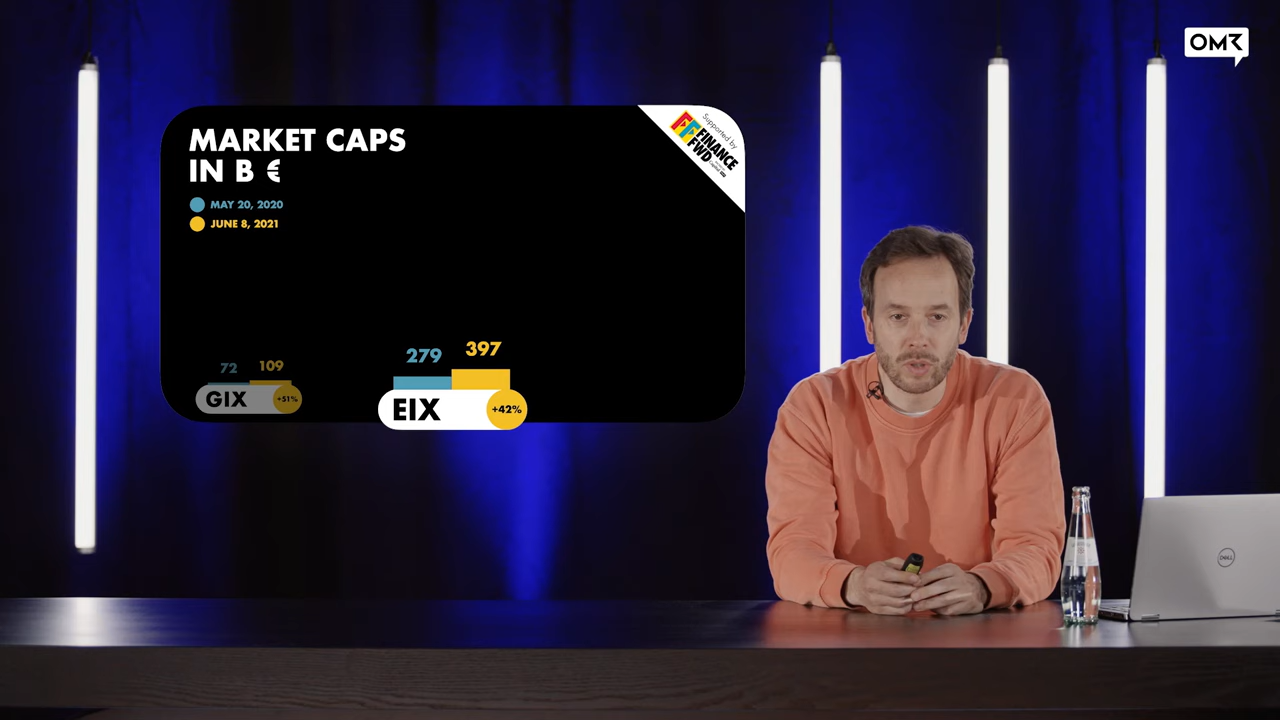 OMR
MARKET CAPS
IN B €
MAY 20, 2020
JUNE 8, 2021
Supported by
FF FINANCE
FWD
72
109
GIX
+51%
279
397
EIX
+42%
DELL